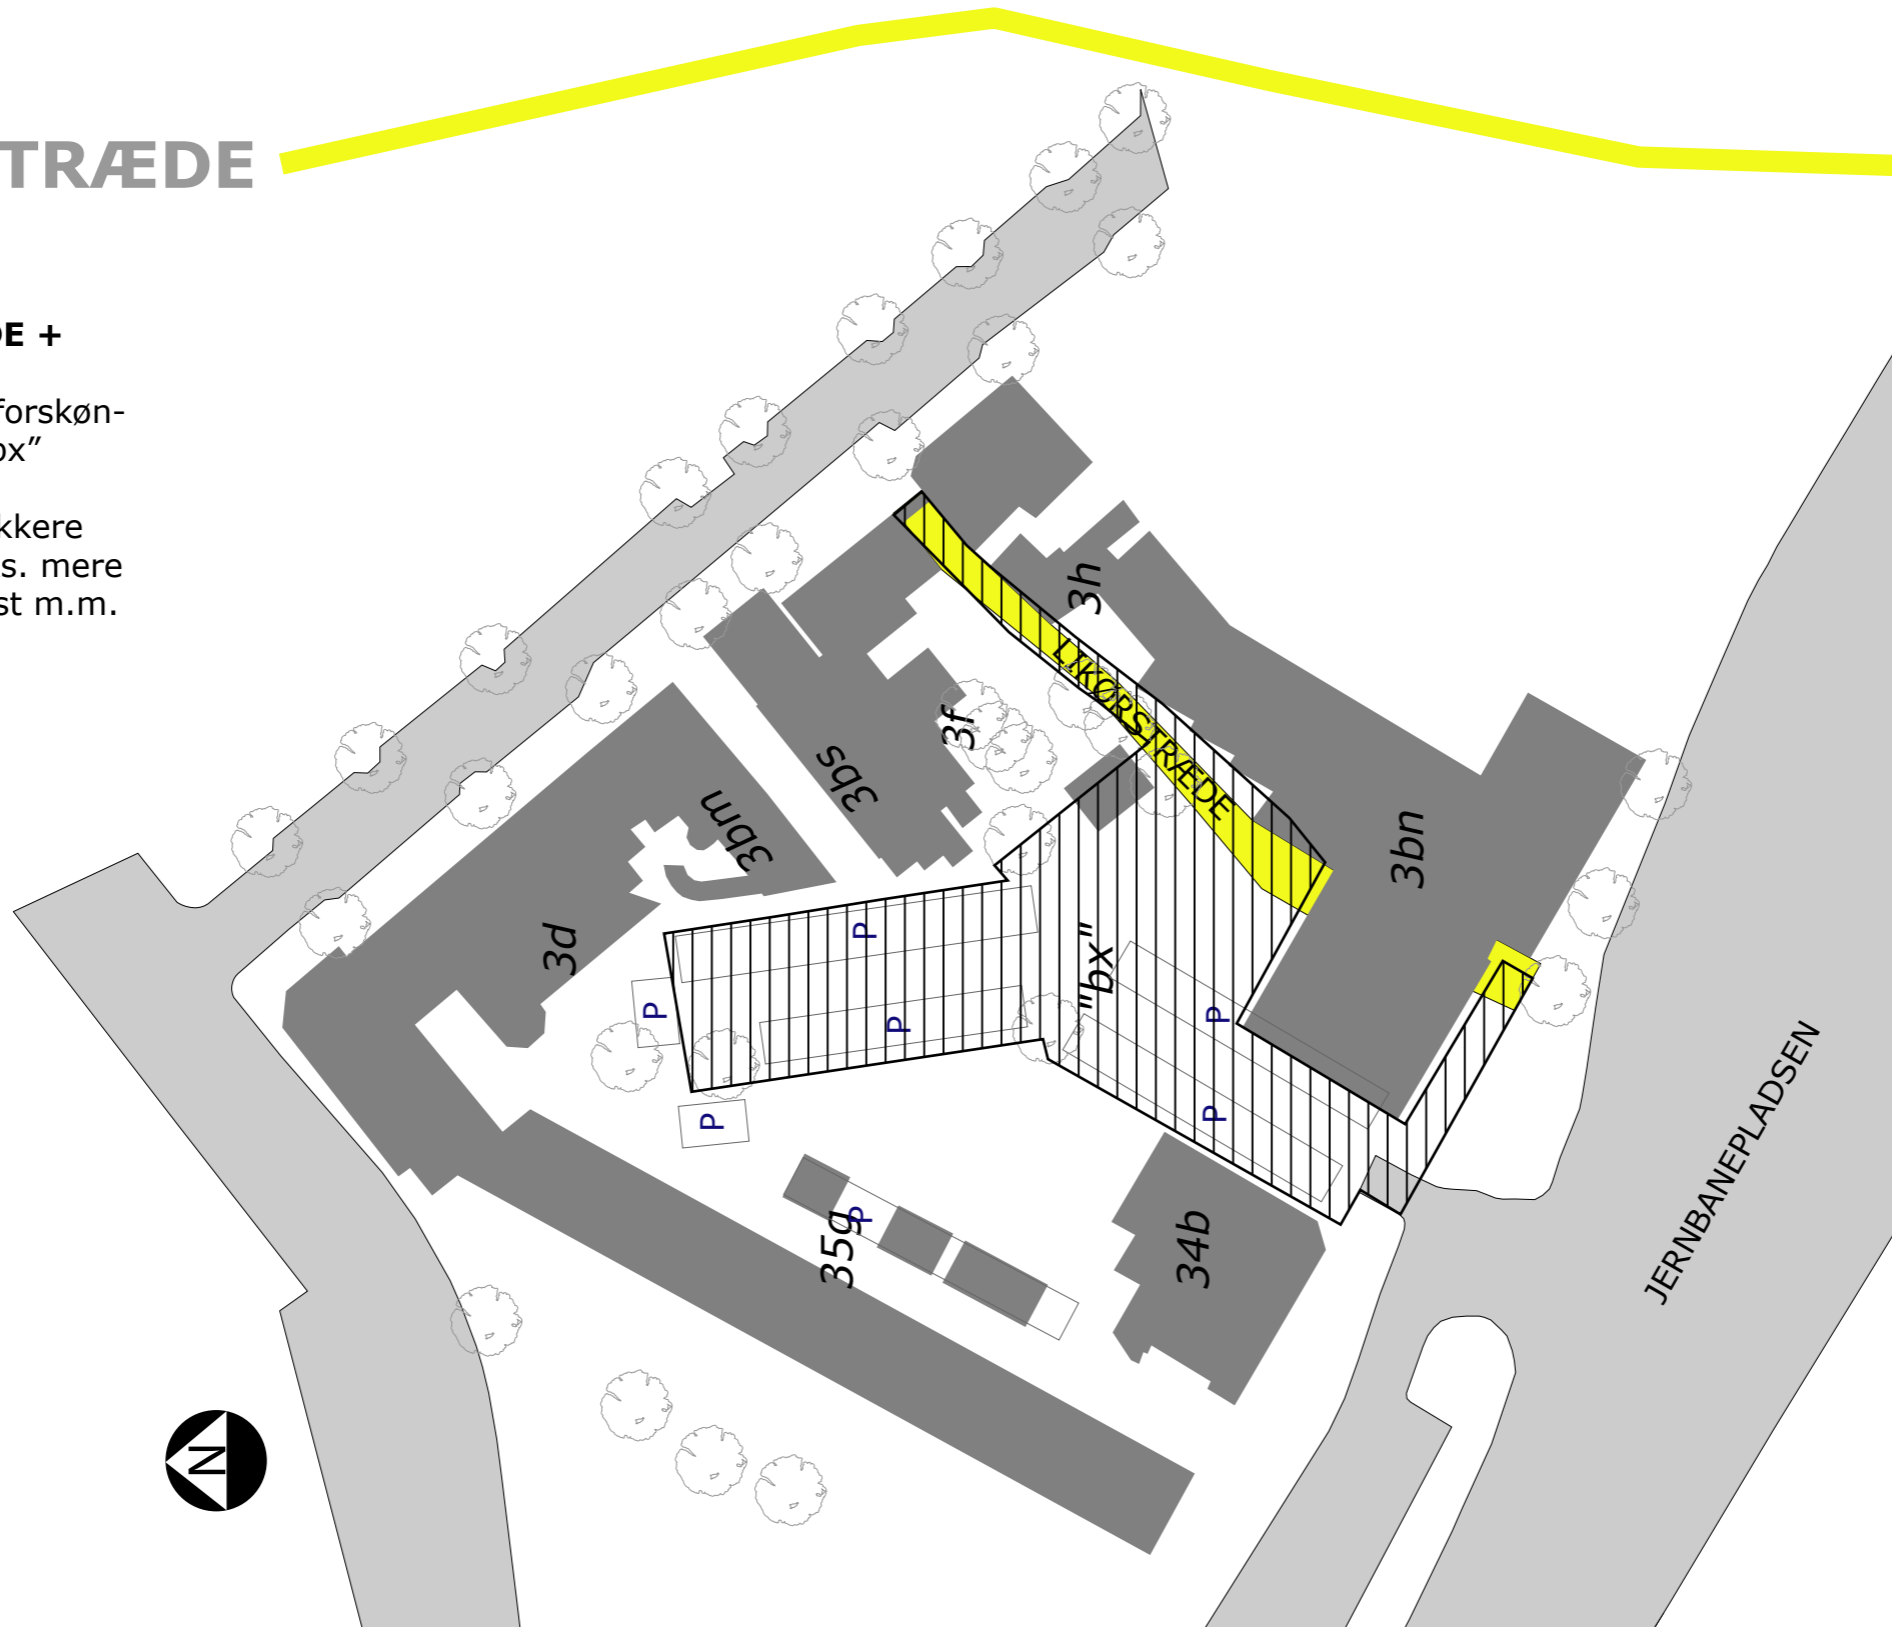 TRÆDE
DE +
forskøn-
bx”
kkere
s. mere
st m.m.
3h
LIKØRSTRÆDE
3f
3bs
3bm
3bn
3d
"bx"
P
P
P
P
P
P
P
35g
34b
JERNBANEPLADSEN
N